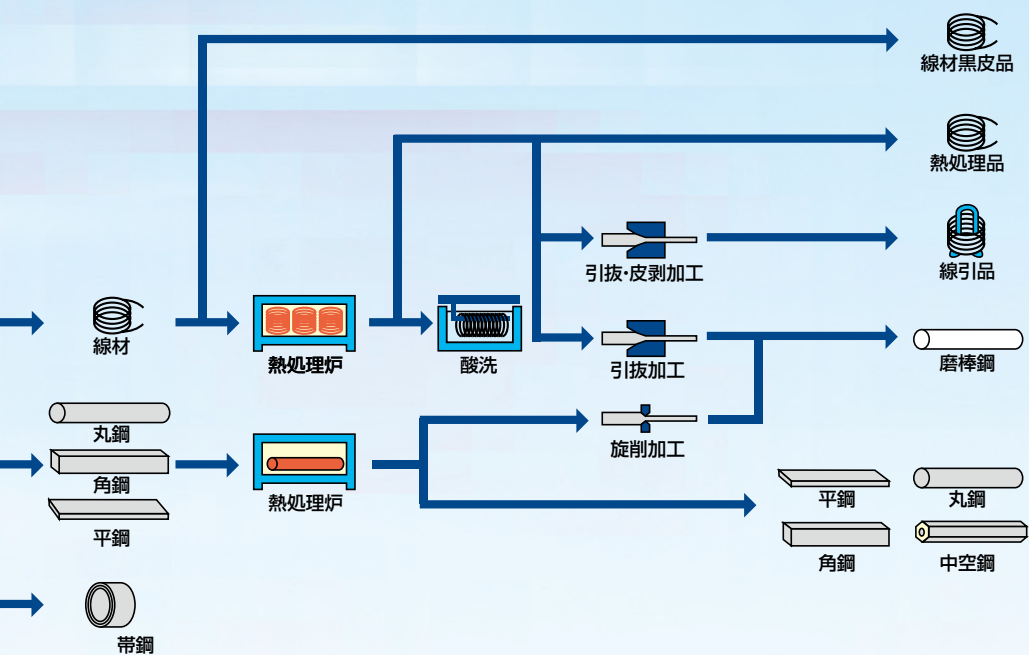 線材黒皮品
熱処理品
引抜・皮剥加工
線引品
線材
熱処理炉
酸洗
引抜加工
磨棒鋼
丸鋼
旋削加工
角鋼
熱処理炉
平鋼
丸鋼
平鋼
角鋼
中空鋼
帯鋼